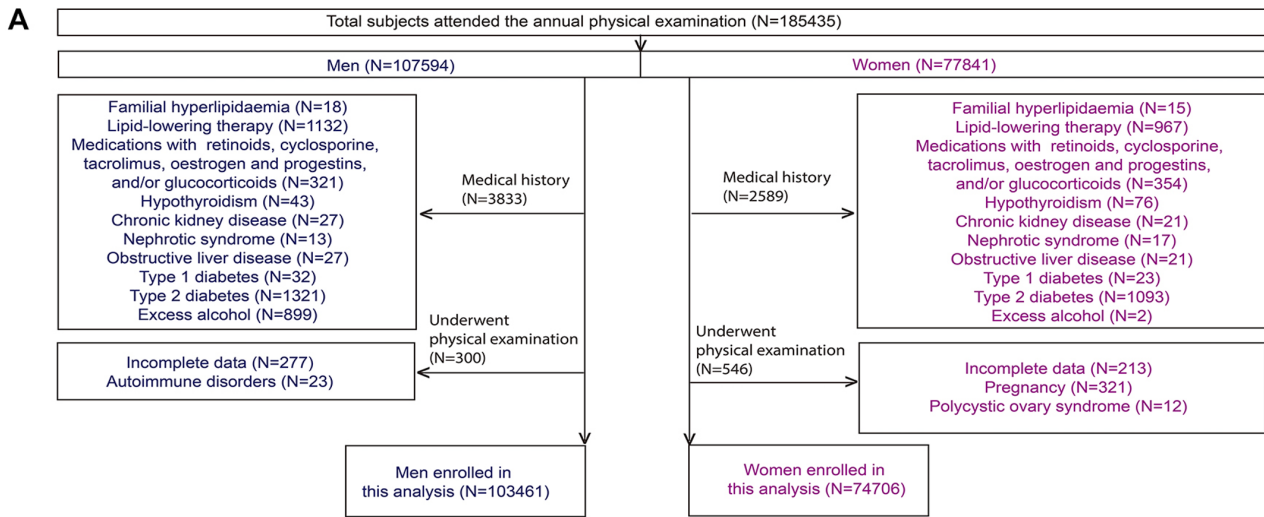 A
Total subjects attended the annual physical examination (N=185435)
Men (N=107594)
Women (N=77841)
Familial hyperlipidaemia (N=18)
Lipid-lowering therapy (N=1132)
Medications with retinoids, cyclosporine,
tacrolimus, oestrogen and progestins,
and/or glucocorticoids (N=321)
Hypothyroidism (N=43)
Chronic kidney disease (N=27)
Nephrotic syndrome (N=13)
Obstructive liver disease (N=27)
Type 1 diabetes (N=32)
Type 2 diabetes (N=1321)
Excess alcohol (N=899)
Medical history
(N=3833)
Medical history
(N=2589)
Familial hyperlipidaemia (N=15)
Lipid-lowering therapy (N=967)
Medications with retinoids, cyclosporine,
tacrolimus, oestrogen and progestins,
and/or glucocorticoids (N=354)
Hypothyroidism (N=76)
Chronic kidney disease (N=21)
Nephrotic syndrome (N=17)
Obstructive liver disease (N=21)
Type 1 diabetes (N=23)
Type 2 diabetes (N=1093)
Excess alcohol (N=2)
Incomplete data (N=277)
Autoimmune disorders (N=23)
Underwent
physical examination
(N=300)
Underwent
physical examination
(N=546)
Incomplete data (N=213)
Pregnancy (N=321)
Polycystic ovary syndrome (N=12)
Men enrolled in
this analysis (N=103461)
Women enrolled in
this analysis (N=74706)